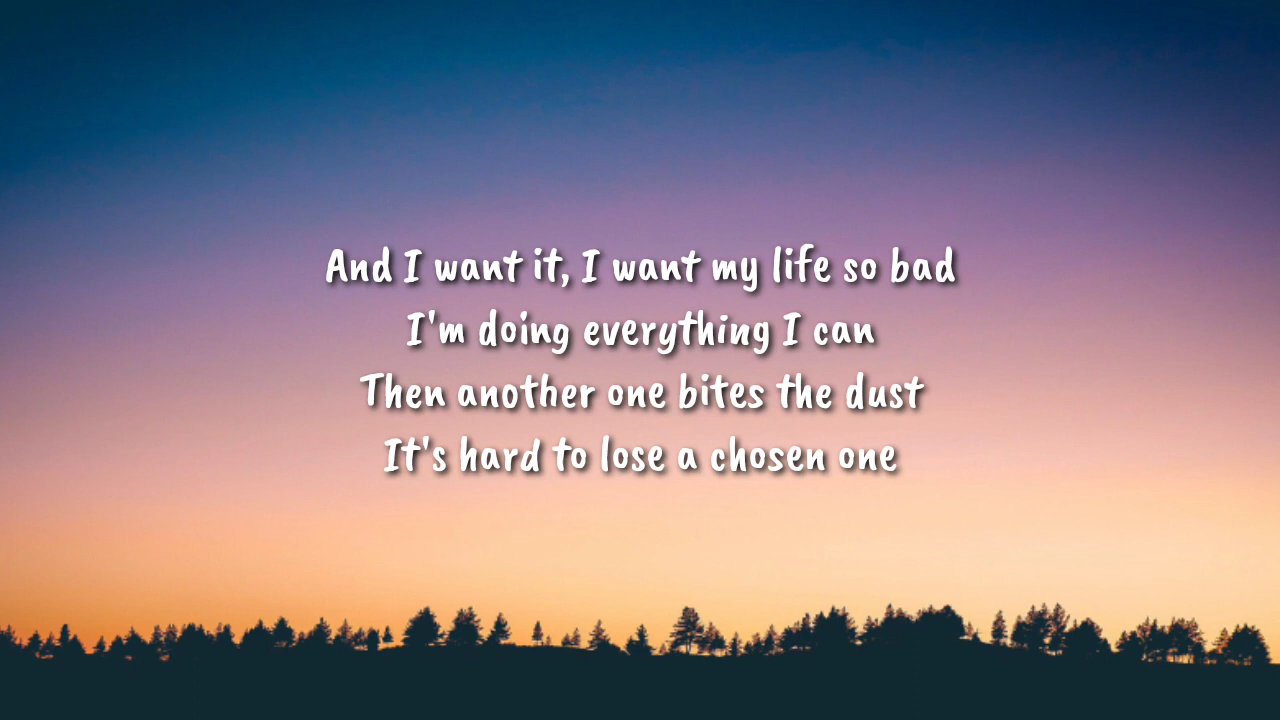 And I want it, I want my life so bad
I'm doing everything I can
Then another one bites the dust
It's hard to lose a chosen one